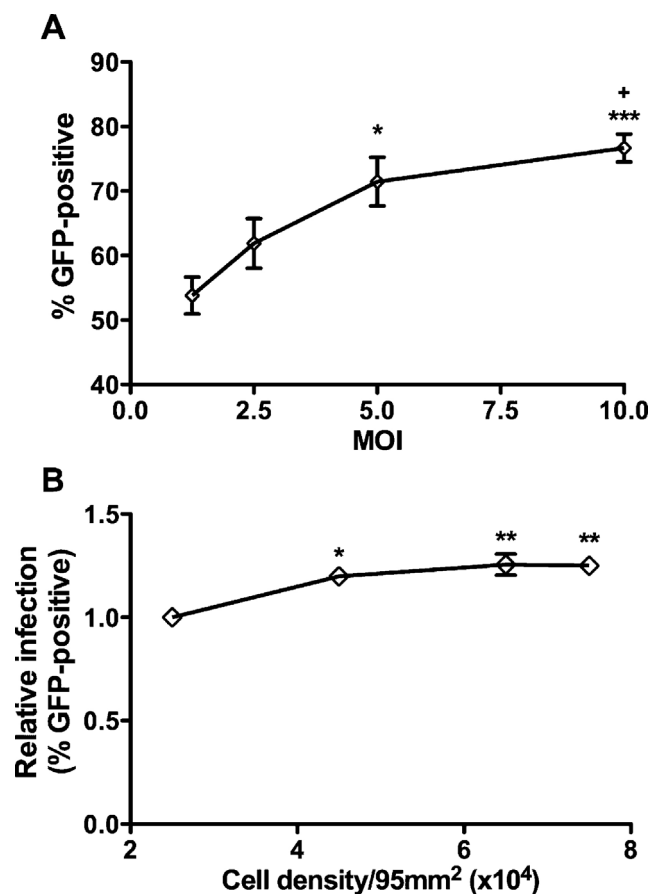 A
90
80
70
60
50
40
% GFP-positive
*
+
***
0.0 2.5 5.0 7.5 10.0
MOI
B
1.5
1.0
0.5
0.0
Relative infection
(% GFP-positive)
* ** **
2 4 6 8
Cell density/95mm² (x10⁴)